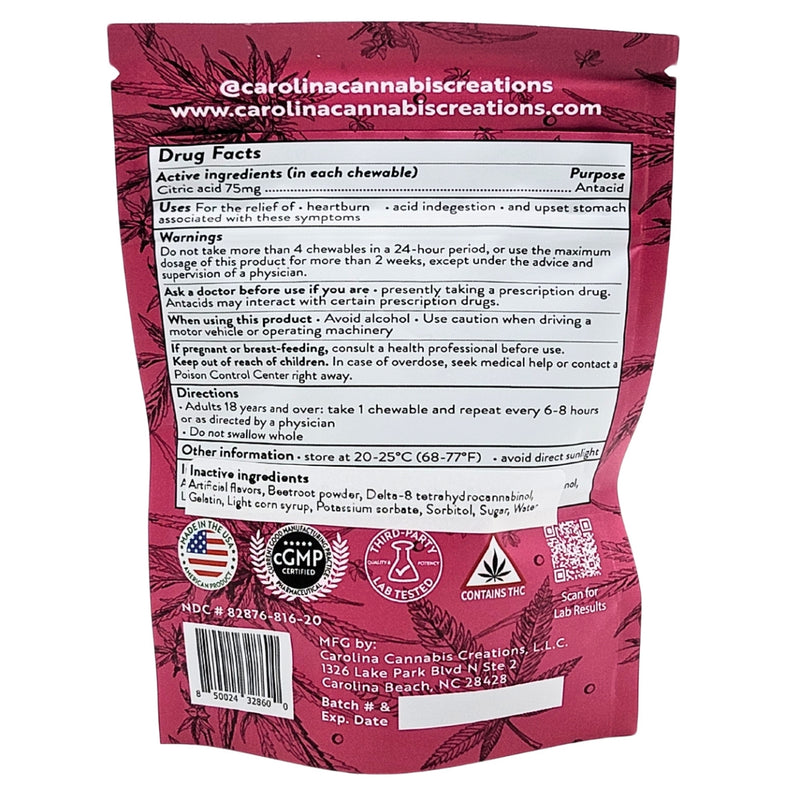 @carolinacannabiscreations
www.carolinacannabiscreations.com
Drug Facts
Active ingredients (in each chewable) Purpose
Citric acid 75mg ........ Antacid
Uses For the relief of • heartburn • acid indegestion • and upset stomach
associated with these symptoms
Warnings
Do not take more than 4 chewables in a 24-hour period, or use the maximum
dosage of this product for more than 2 weeks, except under the advice and
supervision of a physician.
Ask a doctor before use if you are • presently taking a prescription drug.
Antacids may interact with certain prescription drugs.
When using this product • Avoid alcohol • Use caution when driving a
motor vehicle or operating machinery
If pregnant or breast-feeding, consult a health professional before use.
Keep out of reach of children. In case of overdose, seek medical help or contact a
Poison Control Center right away.
Directions
• Adults 18 years and over: take 1 chewable and repeat every 6-8 hours
or as directed by a physician
• Do not swallow whole
Other information • store at 20-25°C (68-77°F) • avoid direct sunlight
Inactive ingredients
Artificial flavors, Beetroot powder, Delta-8 tetrahydrocannabinol,
Gelatin, Light corn syrup, Potassium sorbate, Sorbitol, Sugar, Water
MADE IN THE USA
AMERICAN PRODUCT
CURRENT GOOD MANUFACTURING PRACTICE
cGMP
CERTIFIED
PHARMACEUTICAL
THIRD-PARTY
QUALITY & POTENCY
LAB TESTED
CONTAINS THC
Scan for
Lab Results
NDC # 82876-816-20
8 50024 32860 0
MFG by:
Carolina Cannabis Creations, L.L.C.
1326 Lake Park Blvd N Ste 2
Carolina Beach, NC 28428
Batch # &
Exp. Date